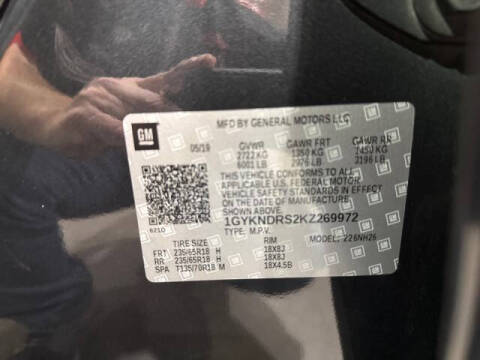 MFD BY GENERAL MOTORS LLC
GM
05/19 GVWR GAWR FRT GAWR RR
2722 KG 1350 KG 1450 KG
6001 LB 2976 LB 3196 LB
THIS VEHICLE CONFORMS TO ALL
APPLICABLE U.S. FEDERAL MOTOR
VEHICLE SAFETY STANDARDS IN EFFECT
ON THE DATE OF MANUFACTURE
SHOWN ABOVE.
1GYKNDRS2KZ269972
6210 TYPE: M.P.V. MODEL: 226NH26
TIRE SIZE RIM
FRT 235/65R18 H 18X8J
RR 235/65R18 H 18X8J
SPA T135/70R18 M 18X4.5B